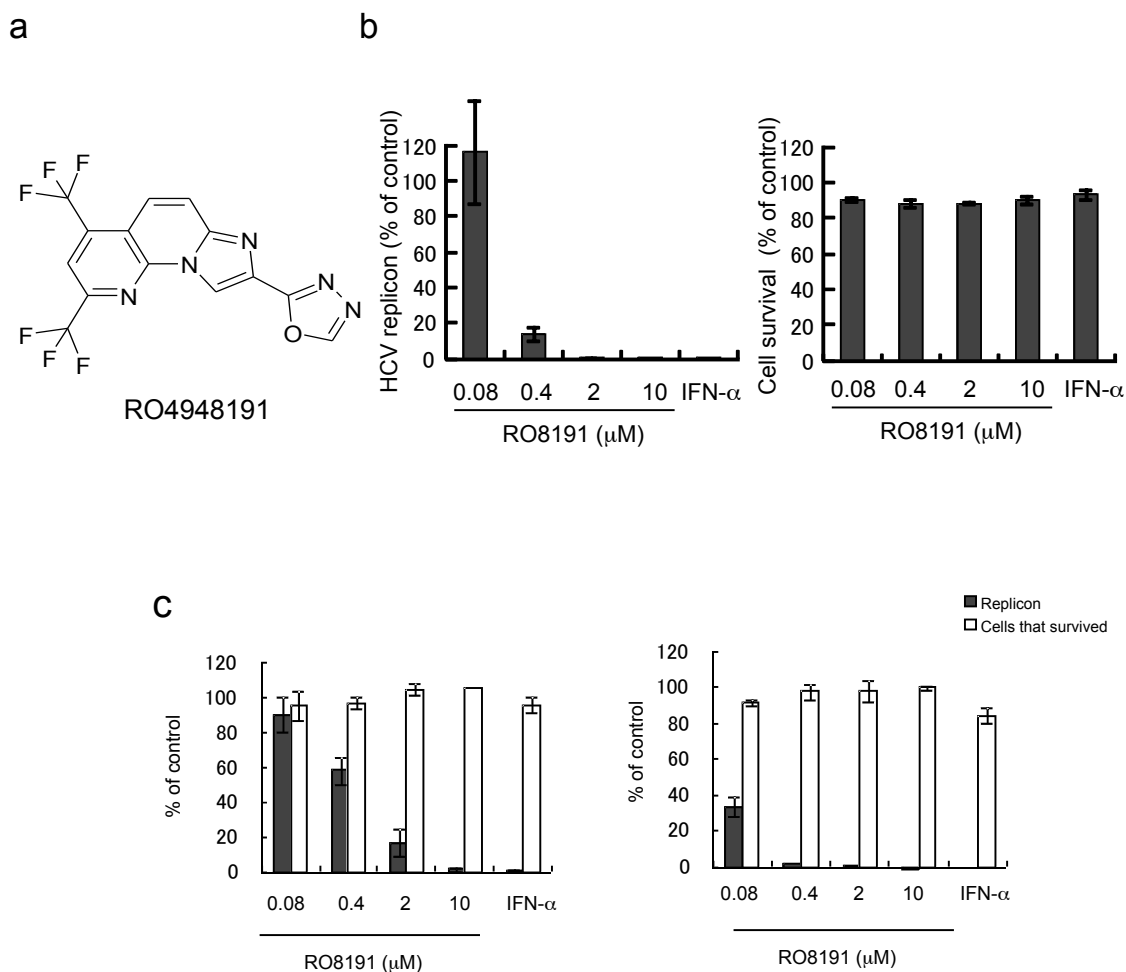 a
b
F
F
F
F
F
F
N
N
N
N
N
O
RO4948191
HCV replicon (% of control)
120
100
80
60
40
20
0
0.08 0.4 2 10 IFN-α
RO8191 (μM)
Cell survival (% of control)
120
100
80
60
40
20
0
0.08 0.4 2 10 IFN-α
RO8191 (μM)
c
Replicon
Cells that survived
% of control
120
100
80
60
40
20
0
0.08 0.4 2 10 IFN-α
RO8191 (μM)
% of control
120
100
80
60
40
20
0
0.08 0.4 2 10 IFN-α
RO8191 (μM)